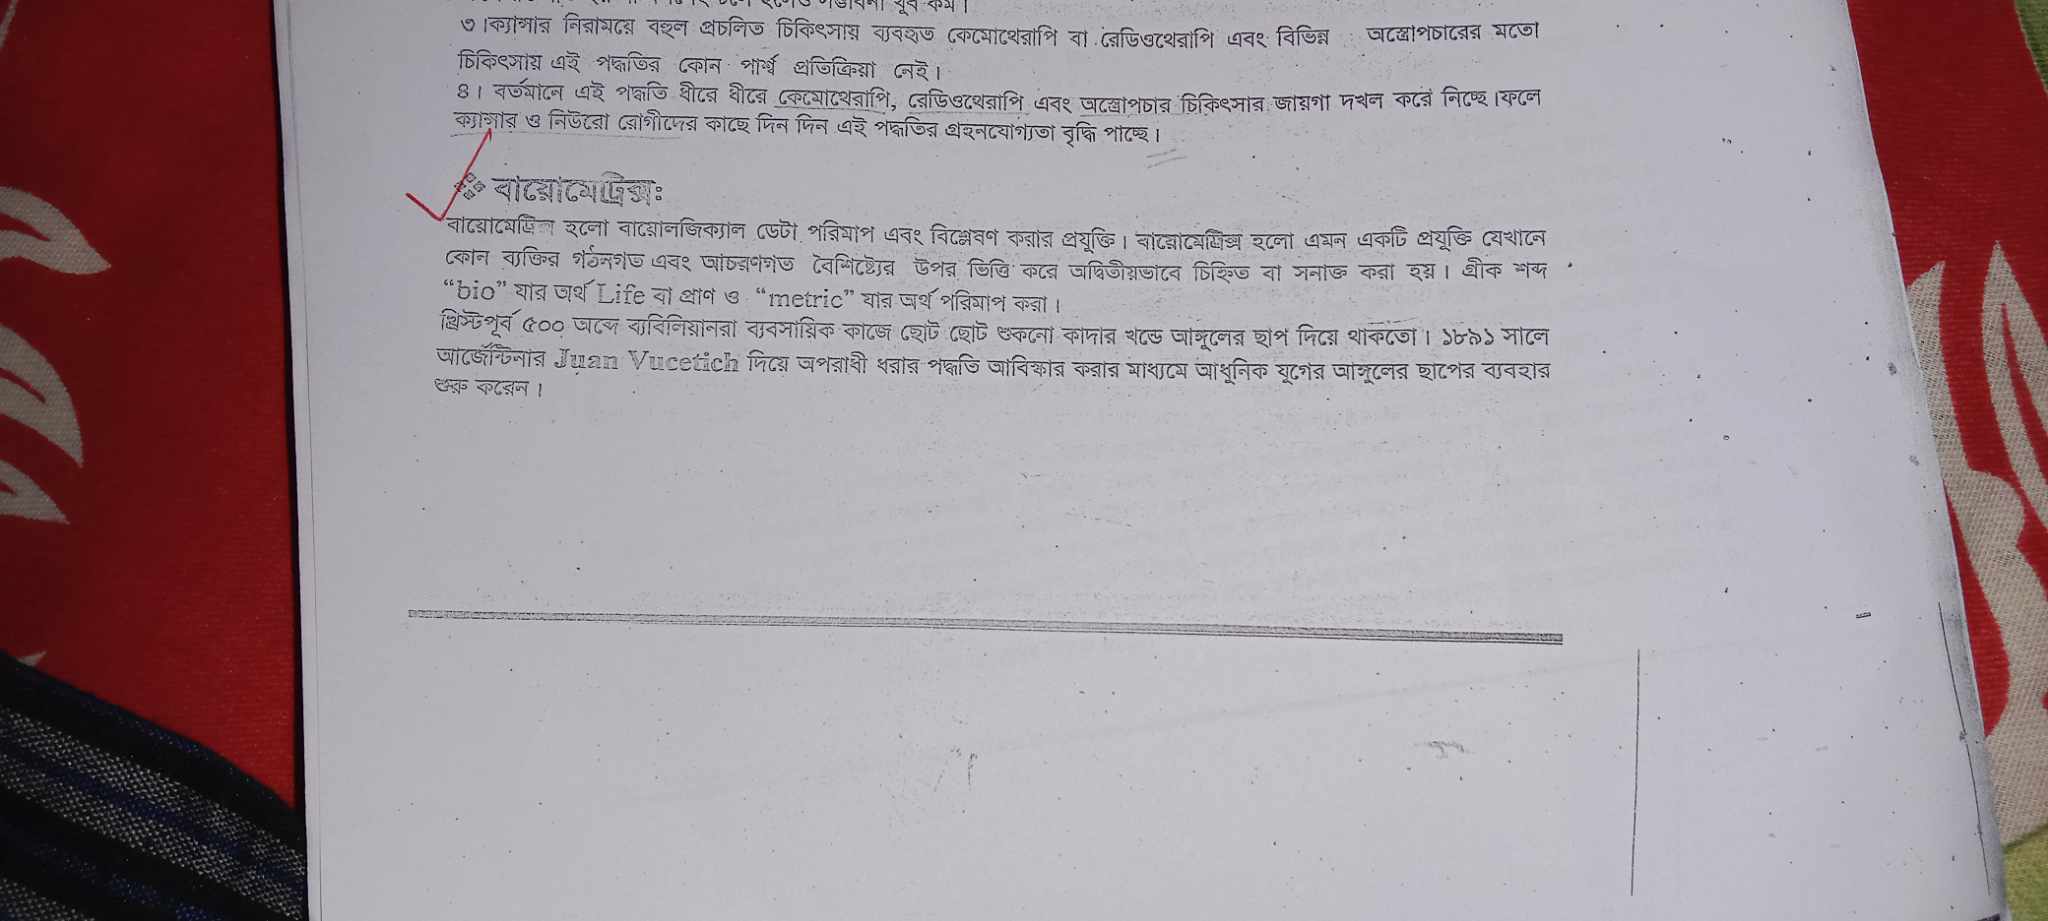 খুব কম।
৩।ক্যান্সার নিরাময়ে বহুল প্রচলিত চিকিৎসায় ব্যবহৃত কেমোথেরাপি বা রেডিওথেরাপি এবং বিভিন্ন অস্ত্রোপচারের মতো
চিকিৎসায় এই পদ্ধতির কোন পার্শ্ব প্রতিক্রিয়া নেই।
৪। বর্তমানে এই পদ্ধতি ধীরে ধীরে কেমোথেরাপি, রেডিওথেরাপি এবং অস্ত্রোপচার চিকিৎসার জায়গা দখল করে নিচ্ছে।ফলে
ক্যান্সার ও নিউরো রোগীদের কাছে দিন দিন এই পদ্ধতির গ্রহনযোগ্যতা বৃদ্ধি পাচ্ছে।
বায়োমেট্রিক্স:
বায়োমেট্রিক্স হলো বায়োলজিক্যাল ডেটা পরিমাপ এবং বিশ্লেষণ করার প্রযুক্তি। বায়োমেট্রিক্স হলো এমন একটি প্রযুক্তি যেখানে
কোন ব্যক্তির গঠনগত এবং আচরণগত বৈশিষ্ট্যের উপর ভিত্তি করে অদ্বিতীয়ভাবে চিহ্নিত বা সনাক্ত করা হয়। গ্রীক শব্দ
“bio” যার অর্থ Life বা প্রাণ ও “metric” যার অর্থ পরিমাপ করা।
খ্রিস্টপূর্ব ৫০০ অব্দে ব্যবিলিয়ানরা ব্যবসায়িক কাজে ছোট ছোট শুকনো কাদার খন্ডে আঙ্গুলের ছাপ দিয়ে থাকতো। ১৮৯১ সালে
আর্জেন্টিনার Juan Vucetich দিয়ে অপরাধী ধরার পদ্ধতি আবিষ্কার করার মাধ্যমে আধুনিক যুগের আঙ্গুলের ছাপের ব্যবহার
শুরু করেন।